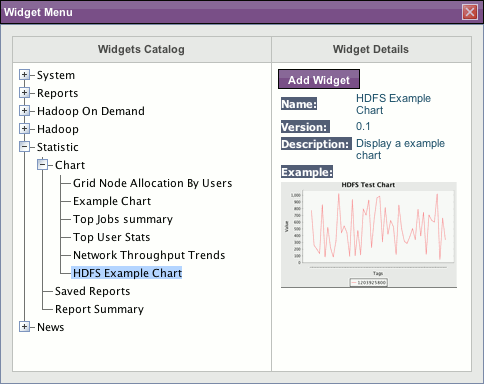 Widget Menu
Widgets Catalog
Widget Details
System
Reports
Hadoop On Demand
Hadoop
Statistic
Chart
Grid Node Allocation By Users
Example Chart
Top Jobs summary
Top User Stats
Network Throughput Trends
HDFS Example Chart
Saved Reports
Report Summary
News
Add Widget
Name: HDFS Example
Chart
Version: 0.1
Description: Display a example
chart
Example:
HDFS Test Chart
Value
1,000
900
800
700
600
500
400
300
200
100
0
Tags
1201925800